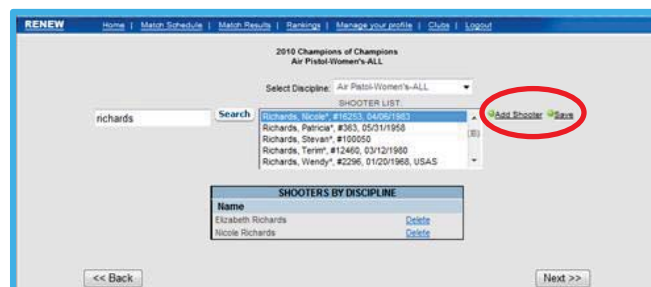 RENEW Home | Match Schedule | Match Results | Rankings | Manage your profile | Clubs | Logout
2010 Champions of Champions
Air Pistol-Women's-ALL
Select Discipline: Air Pistol-Women's-ALL
SHOOTER LIST:
richards Search Richards, Nicole*, #16253, 04/06/1983 Add Shooter Save
Richards, Patricia*, #363, 05/31/1958
Richards, Stevan*, #100050
Richards, Terim*, #12460, 03/12/1980
Richards, Wendy*, #2296, 01/20/1968, USAS
SHOOTERS BY DISCIPLINE
Name
Elizabeth Richards Delete
Nicole Richards Delete
<< Back Next >>